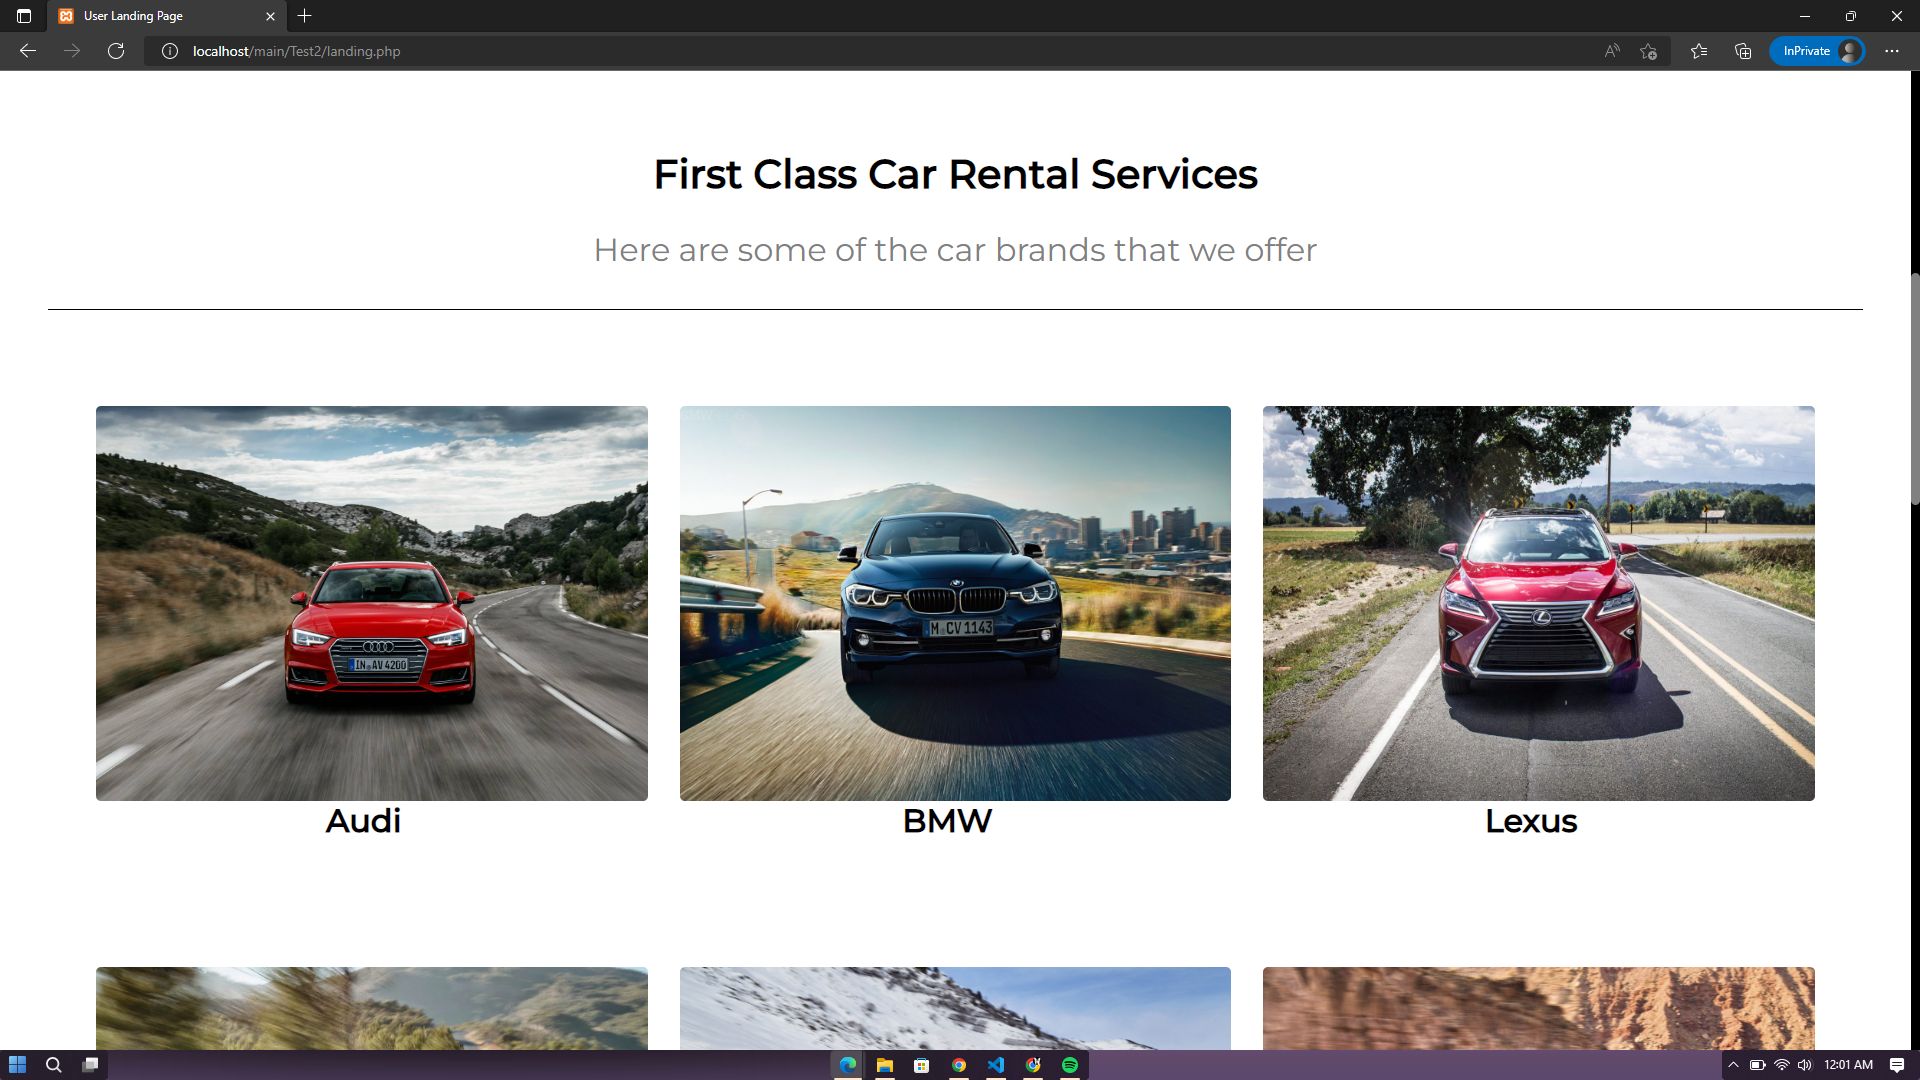 User Landing Page
localhost/main/Test2/landing.php
InPrivate
First Class Car Rental Services
Here are some of the car brands that we offer
IN AV 4200
M CV 1143
Audi
BMW
Lexus
12:01 AM